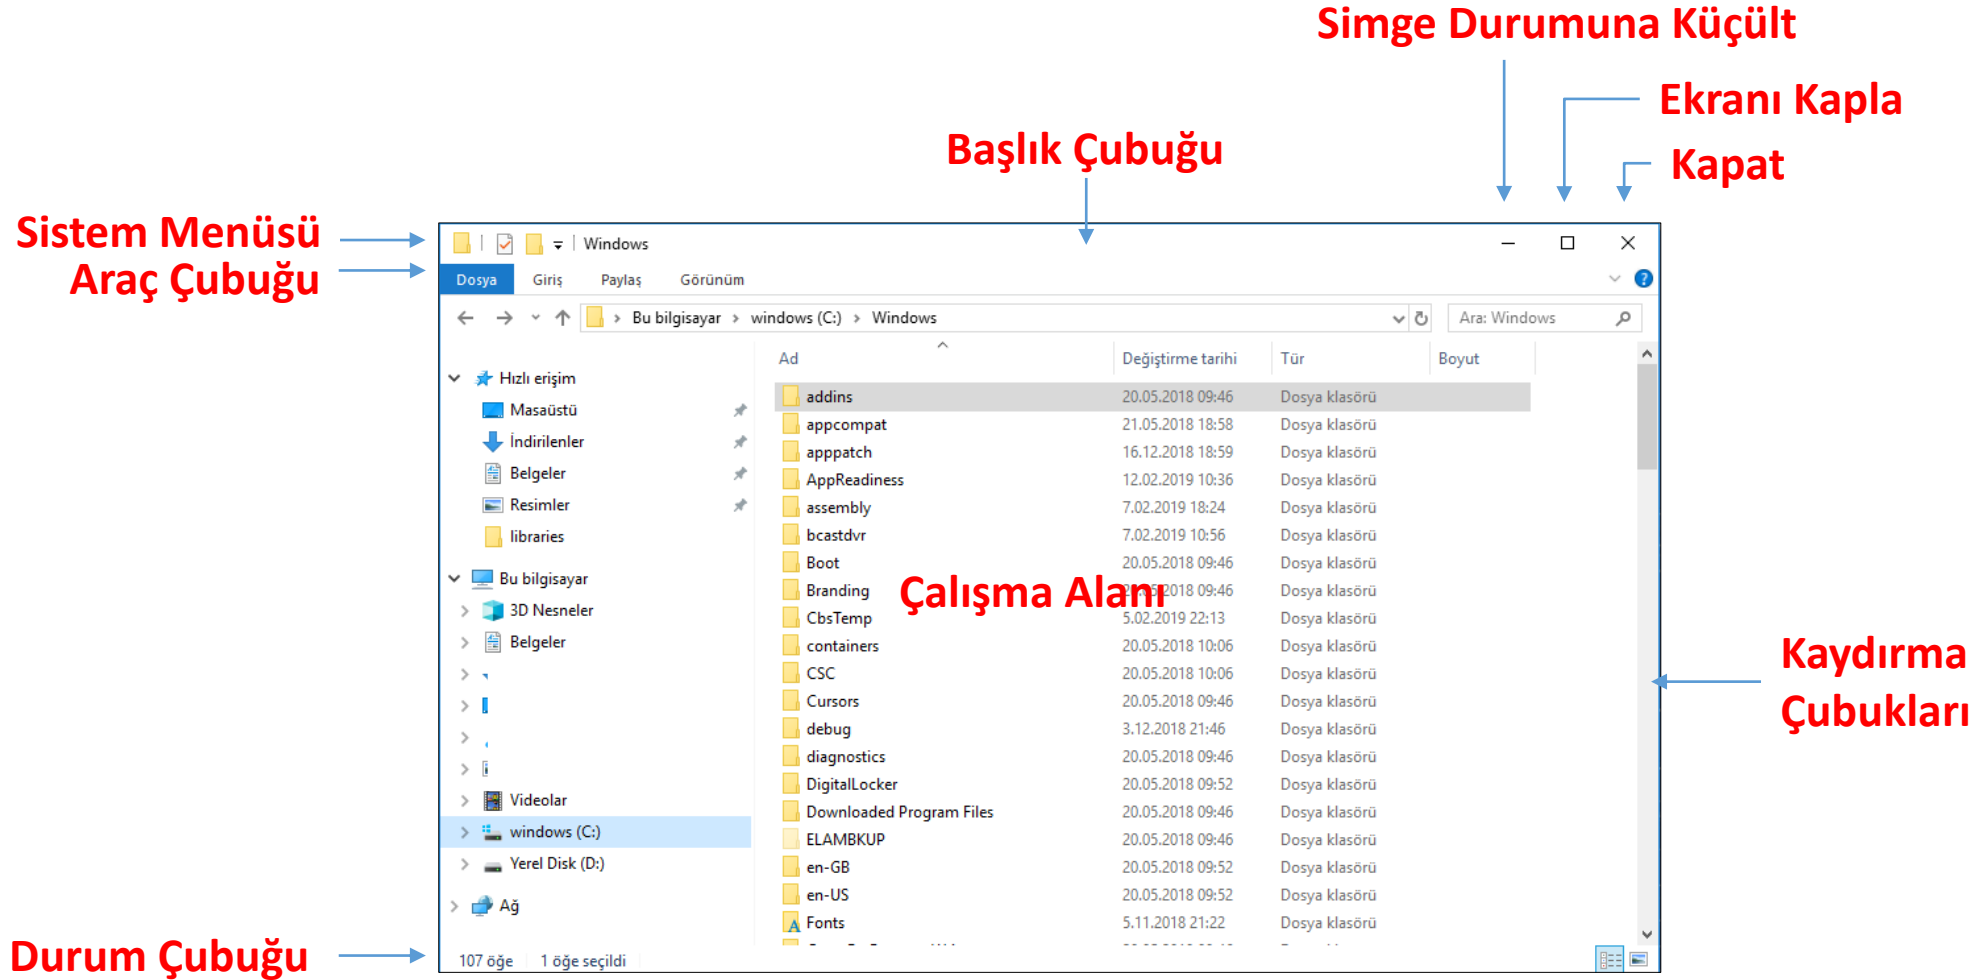 Simge Durumuna Küçült
Ekranı Kapla
Başlık Çubuğu
Kapat
Sistem Menüsü
Araç Çubuğu
Windows
Dosya Giriş Paylaş Görünüm
Bu bilgisayar > windows (C:) > Windows
Ara: Windows
Ad Değiştirme tarihi Tür Boyut
Hızlı erişim
Masaüstü
İndirilenler
Belgeler
Resimler
libraries
Bu bilgisayar
3D Nesneler
Belgeler
Videolar
windows (C:)
Yerel Disk (D:)
Ağ
addins 20.05.2018 09:46 Dosya klasörü
appcompat 21.05.2018 18:58 Dosya klasörü
apppatch 16.12.2018 18:59 Dosya klasörü
AppReadiness 12.02.2019 10:36 Dosya klasörü
assembly 7.02.2019 18:24 Dosya klasörü
bcastdvr 7.02.2019 10:56 Dosya klasörü
Boot 20.05.2018 09:46 Dosya klasörü
Branding 20.05.2018 09:46 Dosya klasörü
Çalışma Alanı
CbsTemp 5.02.2019 22:13 Dosya klasörü
containers 20.05.2018 10:06 Dosya klasörü
CSC 20.05.2018 10:06 Dosya klasörü
Cursors 20.05.2018 09:46 Dosya klasörü
debug 3.12.2018 21:46 Dosya klasörü
diagnostics 20.05.2018 09:46 Dosya klasörü
DigitalLocker 20.05.2018 09:52 Dosya klasörü
Downloaded Program Files 20.05.2018 09:46 Dosya klasörü
ELAMBKUP 20.05.2018 09:46 Dosya klasörü
en-GB 20.05.2018 09:52 Dosya klasörü
en-US 20.05.2018 09:52 Dosya klasörü
Fonts 5.11.2018 21:22 Dosya klasörü
Kaydırma
Çubukları
Durum Çubuğu
107 öğe 1 öğe seçildi